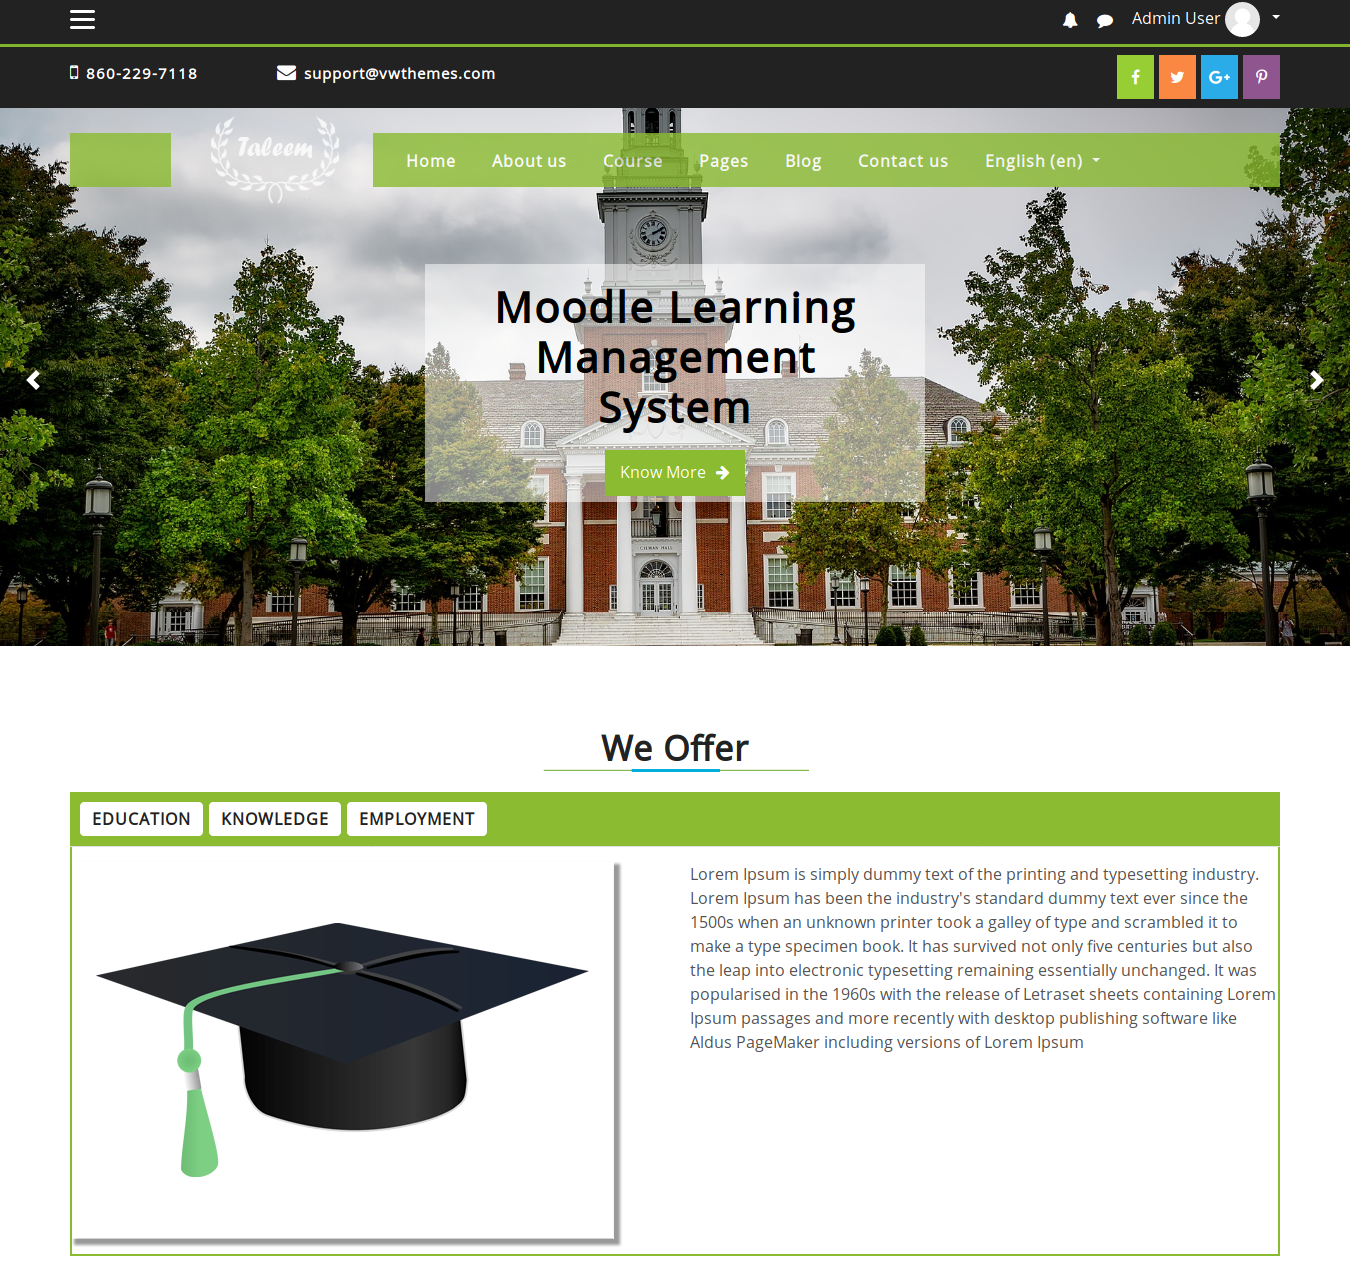 Admin User
860-229-7118
support@vwthemes.com
Taleem
Home
About us
Course
Pages
Blog
Contact us
English (en)
Moodle Learning
Management
System
Know More
GILMAN HALL
We Offer
EDUCATION
KNOWLEDGE
EMPLOYMENT
Lorem Ipsum is simply dummy text of the printing and typesetting industry.
Lorem Ipsum has been the industry's standard dummy text ever since the
1500s when an unknown printer took a galley of type and scrambled it to
make a type specimen book. It has survived not only five centuries but also
the leap into electronic typesetting remaining essentially unchanged. It was
popularised in the 1960s with the release of Letraset sheets containing Lorem
Ipsum passages and more recently with desktop publishing software like
Aldus PageMaker including versions of Lorem Ipsum